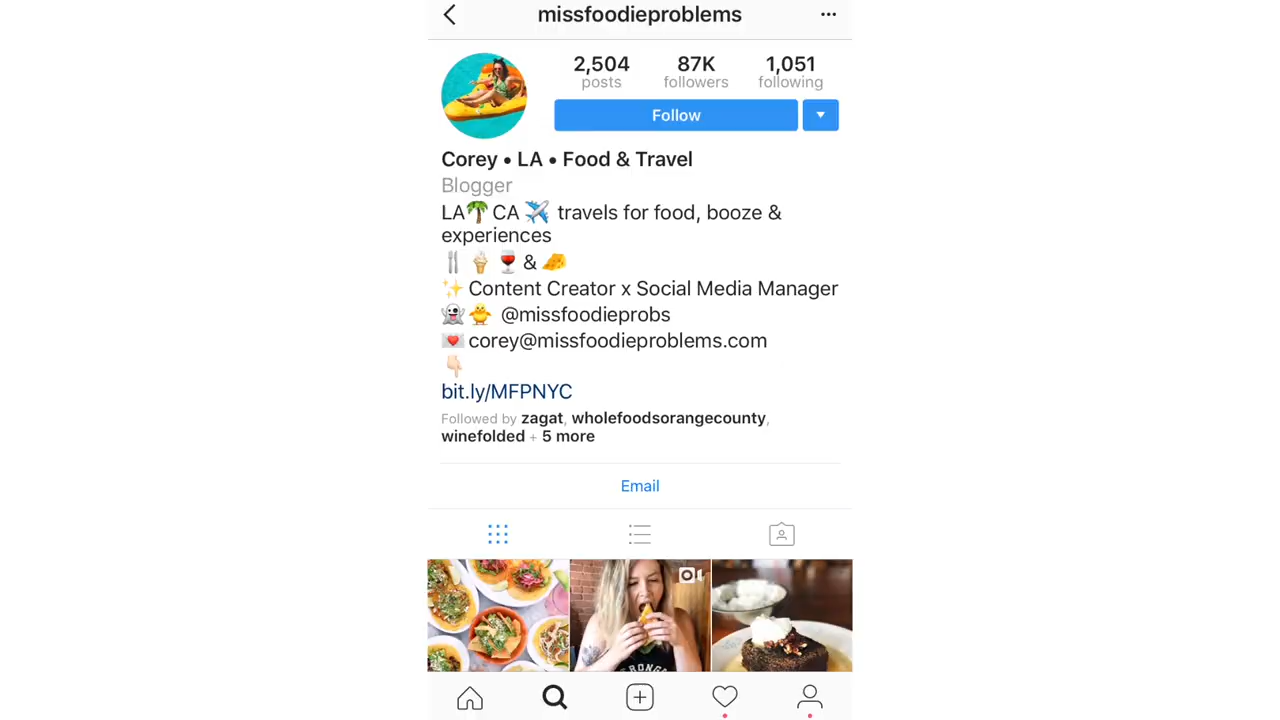 missfoodieproblems
2,504 87K 1,051
posts followers following
Follow
Corey • LA • Food & Travel
Blogger
LA🌴CA ✈️ travels for food, booze &
experiences
🍴🍦🍷& 🧀
✨ Content Creator x Social Media Manager
👻🐥 @missfoodieprobs
💌 corey@missfoodieproblems.com
👇🏻
bit.ly/MFPNYC
Followed by zagat, wholefoodsorangecounty,
winefolded + 5 more
Email